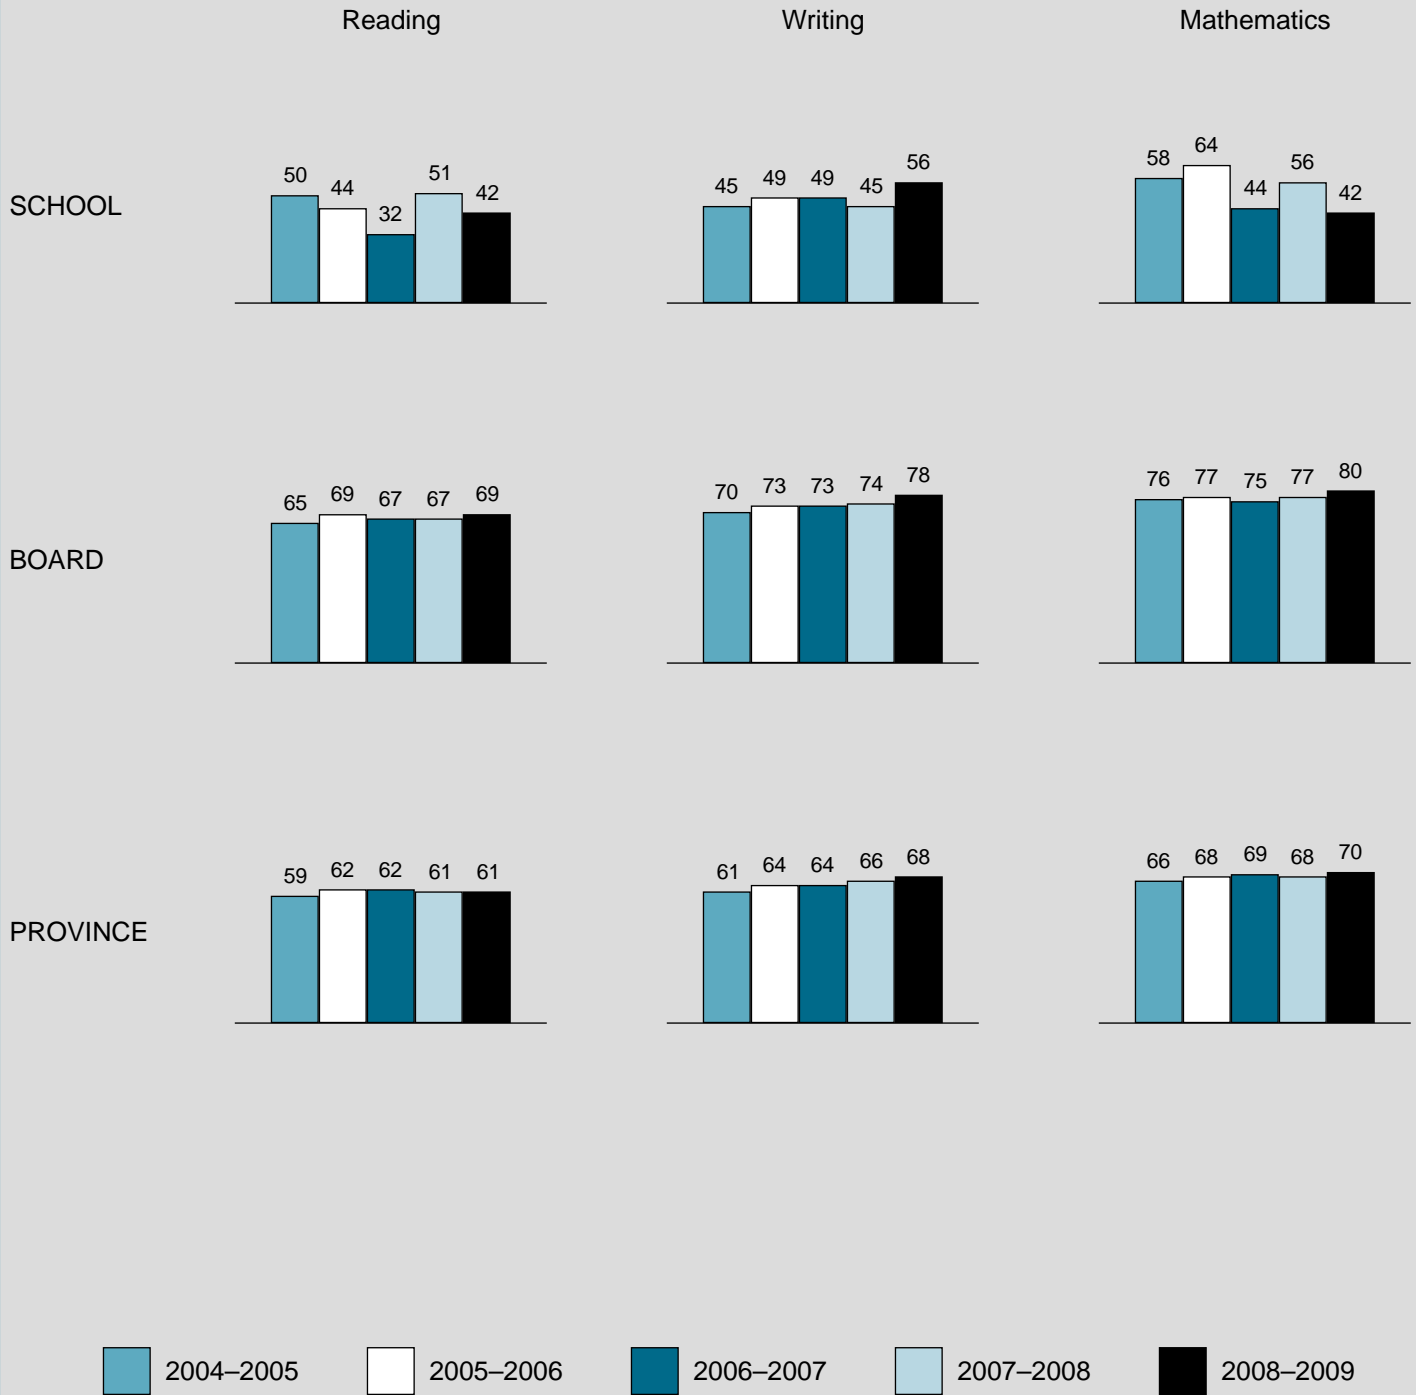 Reading Writing Mathematics
SCHOOL
50 44 32 51 42
45 49 49 45 56
58 64 44 56 42
BOARD
65 69 67 67 69
70 73 73 74 78
76 77 75 77 80
PROVINCE
59 62 62 61 61
61 64 64 66 68
66 68 69 68 70
2004–2005 2005–2006 2006–2007 2007–2008 2008–2009